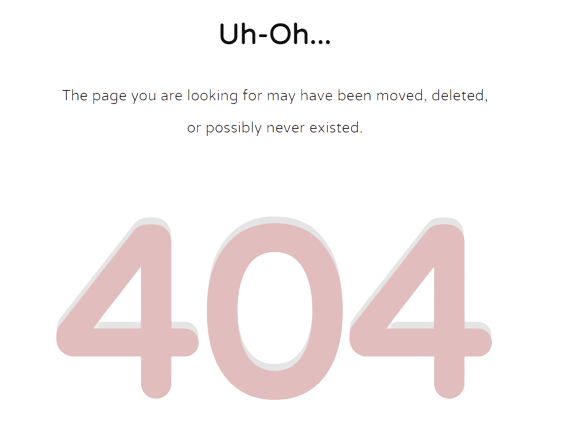 Uh-Oh...
The page you are looking for may have been moved, deleted,
or possibly never existed.
404